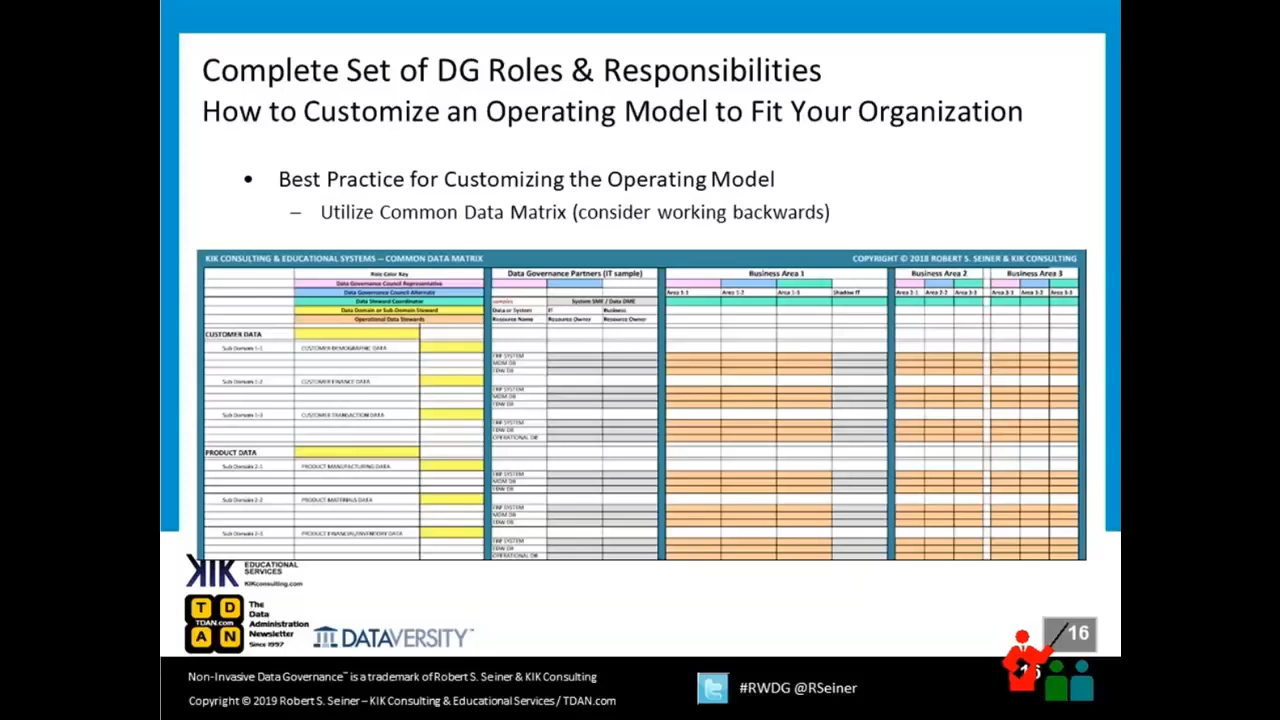 Complete Set of DG Roles & Responsibilities
How to Customize an Operating Model to Fit Your Organization
• Best Practice for Customizing the Operating Model
– Utilize Common Data Matrix (consider working backwards)
KIK CONSULTING & EDUCATIONAL SYSTEMS – COMMON DATA MATRIX
COPYRIGHT © 2018 ROBERT S. SEINER & KIK CONSULTING
Role Color Key
Data Governance Partners (IT sample)
Business Area 1
Business Area 2
Business Area 3
Data Governance Council Representative
Data Governance Council Alternate
Area 1-1 Area 1-2 Area 1-3 Shadow IT
Area 2-1 Area 2-2 Area 3-3
Area 3-1 Area 3-2 Area 3-3
Data Steward Coordinator
samples System SME / Data DME
Data Domain or Sub-Domain Steward
Data or System IT Business
Operational Data Stewards
Resource Name Resource Owner Resource Owner
CUSTOMER DATA
Sub Domain 1-1 CUSTOMER DEMOGRAPHIC DATA
ERP SYSTEM
MDM DB
EDW DB
Sub Domain 1-2 CUSTOMER FINANCE DATA
ERP SYSTEM
MDM DB
EDW DB
Sub Domain 1-3 CUSTOMER TRANSACTION DATA
ERP SYSTEM
EDW DB
OPERATIONAL DB
PRODUCT DATA
Sub Domain 2-1 PRODUCT MANUFACTURING DATA
ERP SYSTEM
MDM DB
EDW DB
Sub Domain 2-2 PRODUCT MATERIALS DATA
ERP SYSTEM
MDM DB
EDW DB
Sub Domain 2-3 PRODUCT FINANCIAL/INVENTORY DATA
ERP SYSTEM
EDW DB
OPERATIONAL DB
KIK EDUCATIONAL SERVICES
KIKconsulting.com
TDAN
TDAN.com
The
Data
Administration
Newsletter
Since 1997
DATAVERSITY™
16
Non-Invasive Data Governance™ is a trademark of Robert S. Seiner & KIK Consulting
Copyright © 2019 Robert S. Seiner – KIK Consulting & Educational Services / TDAN.com
#RWDG @RSeiner